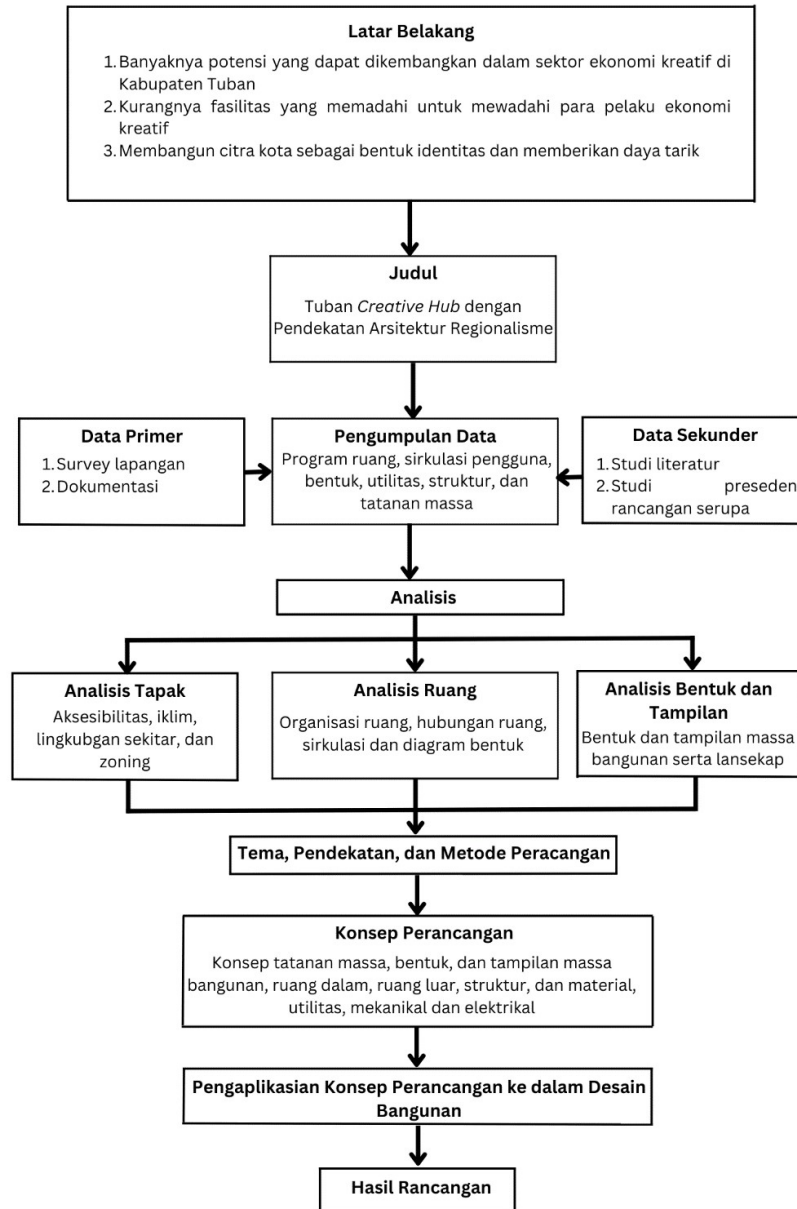 Latar Belakang
1. Banyaknya potensi yang dapat dikembangkan dalam sektor ekonomi kreatif di
Kabupaten Tuban
2. Kurangnya fasilitas yang memadahi untuk mewadahi para pelaku ekonomi
kreatif
3. Membangun citra kota sebagai bentuk identitas dan memberikan daya tarik
Judul
Tuban Creative Hub dengan
Pendekatan Arsitektur Regionalisme
Data Primer
1. Survey lapangan
2. Dokumentasi
Pengumpulan Data
Program ruang, sirkulasi pengguna,
bentuk, utilitas, struktur, dan
tatanan massa
Data Sekunder
1. Studi literatur
2. Studi preseden
rancangan serupa
Analisis
Analisis Tapak
Aksesibilitas, iklim,
lingkubgan sekitar, dan
zoning
Analisis Ruang
Organisasi ruang, hubungan ruang,
sirkulasi dan diagram bentuk
Analisis Bentuk dan
Tampilan
Bentuk dan tampilan massa
bangunan serta lansekap
Tema, Pendekatan, dan Metode Peracangan
Konsep Perancangan
Konsep tatanan massa, bentuk, dan tampilan massa
bangunan, ruang dalam, ruang luar, struktur, dan material,
utilitas, mekanikal dan elektrikal
Pengaplikasian Konsep Perancangan ke dalam Desain
Bangunan
Hasil Rancangan